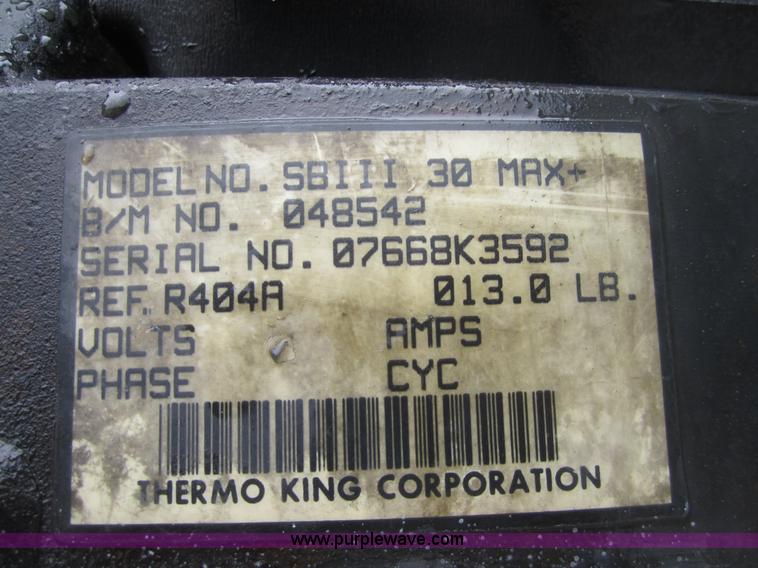 MODEL NO. SBIII 30 MAX+
B/M NO. 048542
SERIAL NO. 07668K3592
REF. R404A 013.0 LB.
VOLTS AMPS
PHASE CYC
THERMO KING CORPORATION
www.purplewave.com